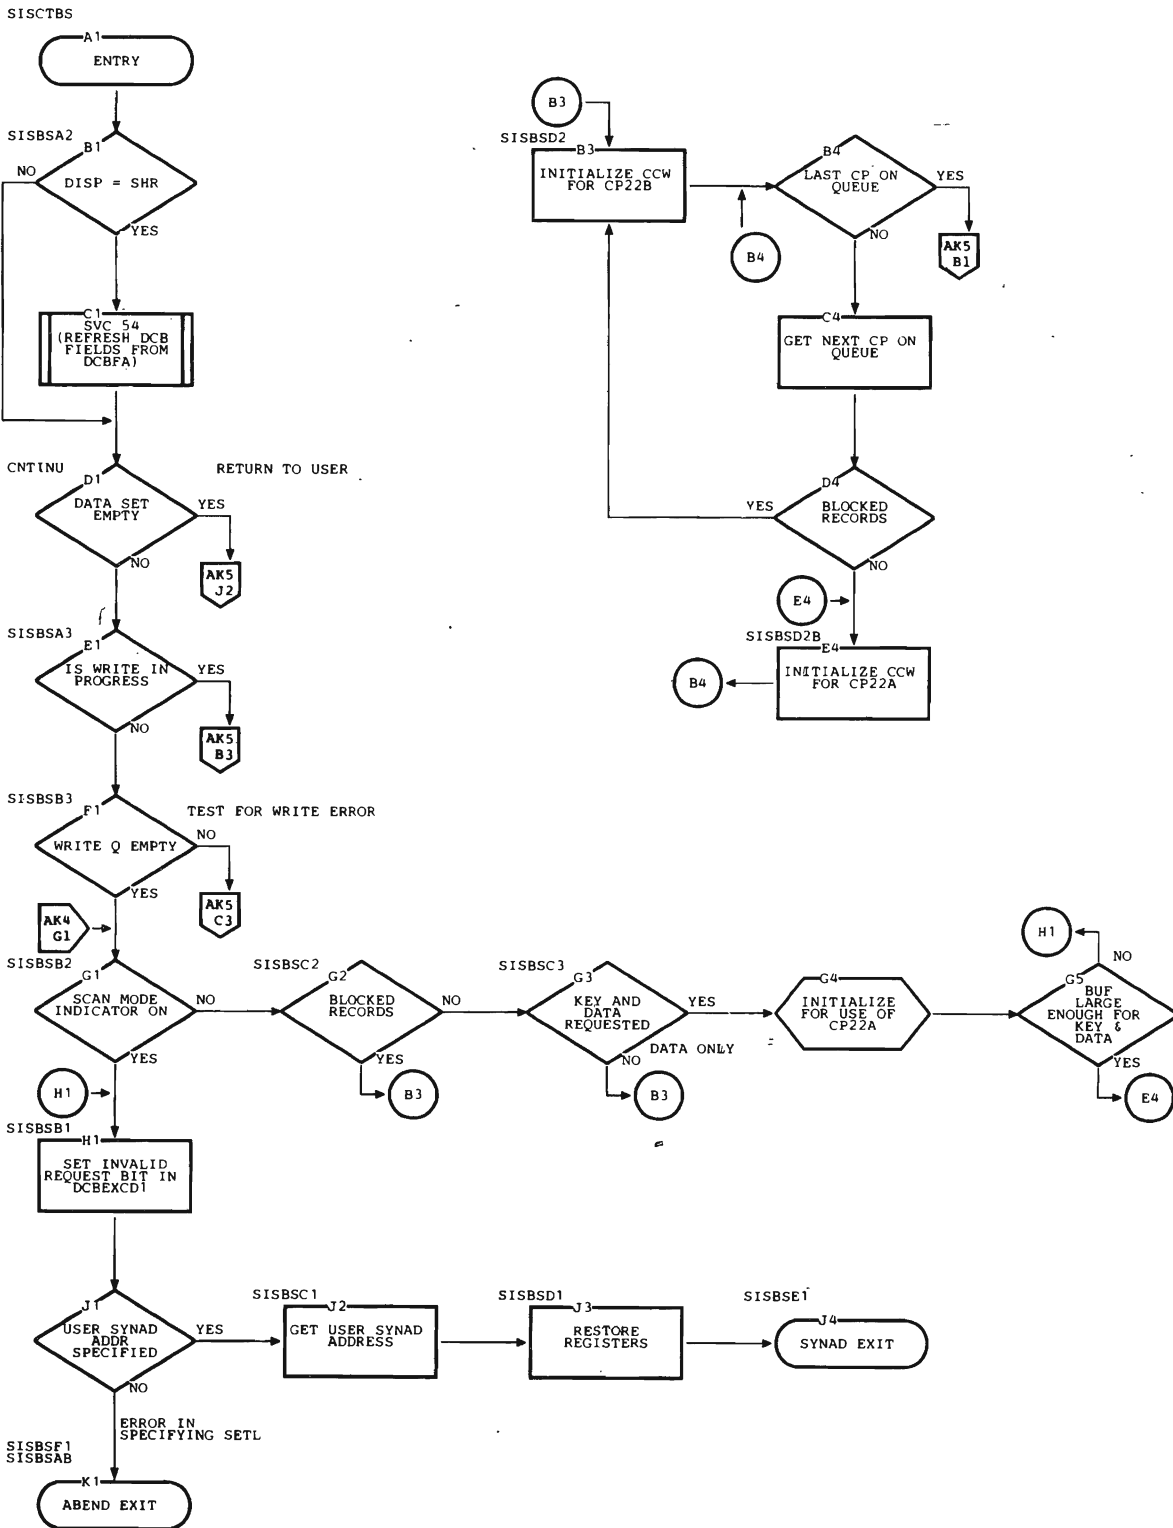 SISCTBS
A1
ENTRY
SISBSA2
B1
NO
DISP = SHR
YES
C1
SVC 54
(REFRESH DCB
FIELDS FROM
DCBFA)
CNTINU
D1
RETURN TO USER
DATA SET
EMPTY
YES
NO
AK5
J2
SISBSA3
E1
IS WRITE IN
PROGRESS
YES
NO
AK5
B3
SISBSB3
F1
TEST FOR WRITE ERROR
WRITE Q EMPTY
NO
YES
AK5
C3
AK4
G1
SISBSB2
G1
SCAN MODE
INDICATOR ON
NO
YES
SISBSC2
G2
BLOCKED
RECORDS
NO
YES
B3
SISBSC3
G3
KEY AND
DATA
REQUESTED
YES
NO
DATA ONLY
B3
G4
INITIALIZE
FOR USE OF
CP22A
H1
NO
G5
BUF
LARGE
ENOUGH FOR
KEY &
DATA
YES
E4
H1
SISBSB1
H1
SET INVALID
REQUEST BIT IN
DCBEXCD1
J1
USER SYNAD
ADDR
SPECIFIED
YES
NO
SISBSC1
J2
GET USER SYNAD
ADDRESS
SISBSD1
J3
RESTORE
REGISTERS
SISBSE1
J4
SYNAD EXIT
ERROR IN
SPECIFYING SETL
SISBSF1
SISBSAB
K1
ABEND EXIT
B3
SISBSD2
B3
INITIALIZE CCW
FOR CP22B
B4
B4
LAST CP ON
QUEUE
YES
NO
AK5
B1
C4
GET NEXT CP ON
QUEUE
D4
YES
BLOCKED
RECORDS
NO
E4
SISBSD2B
E4
INITIALIZE CCW
FOR CP22A
B4